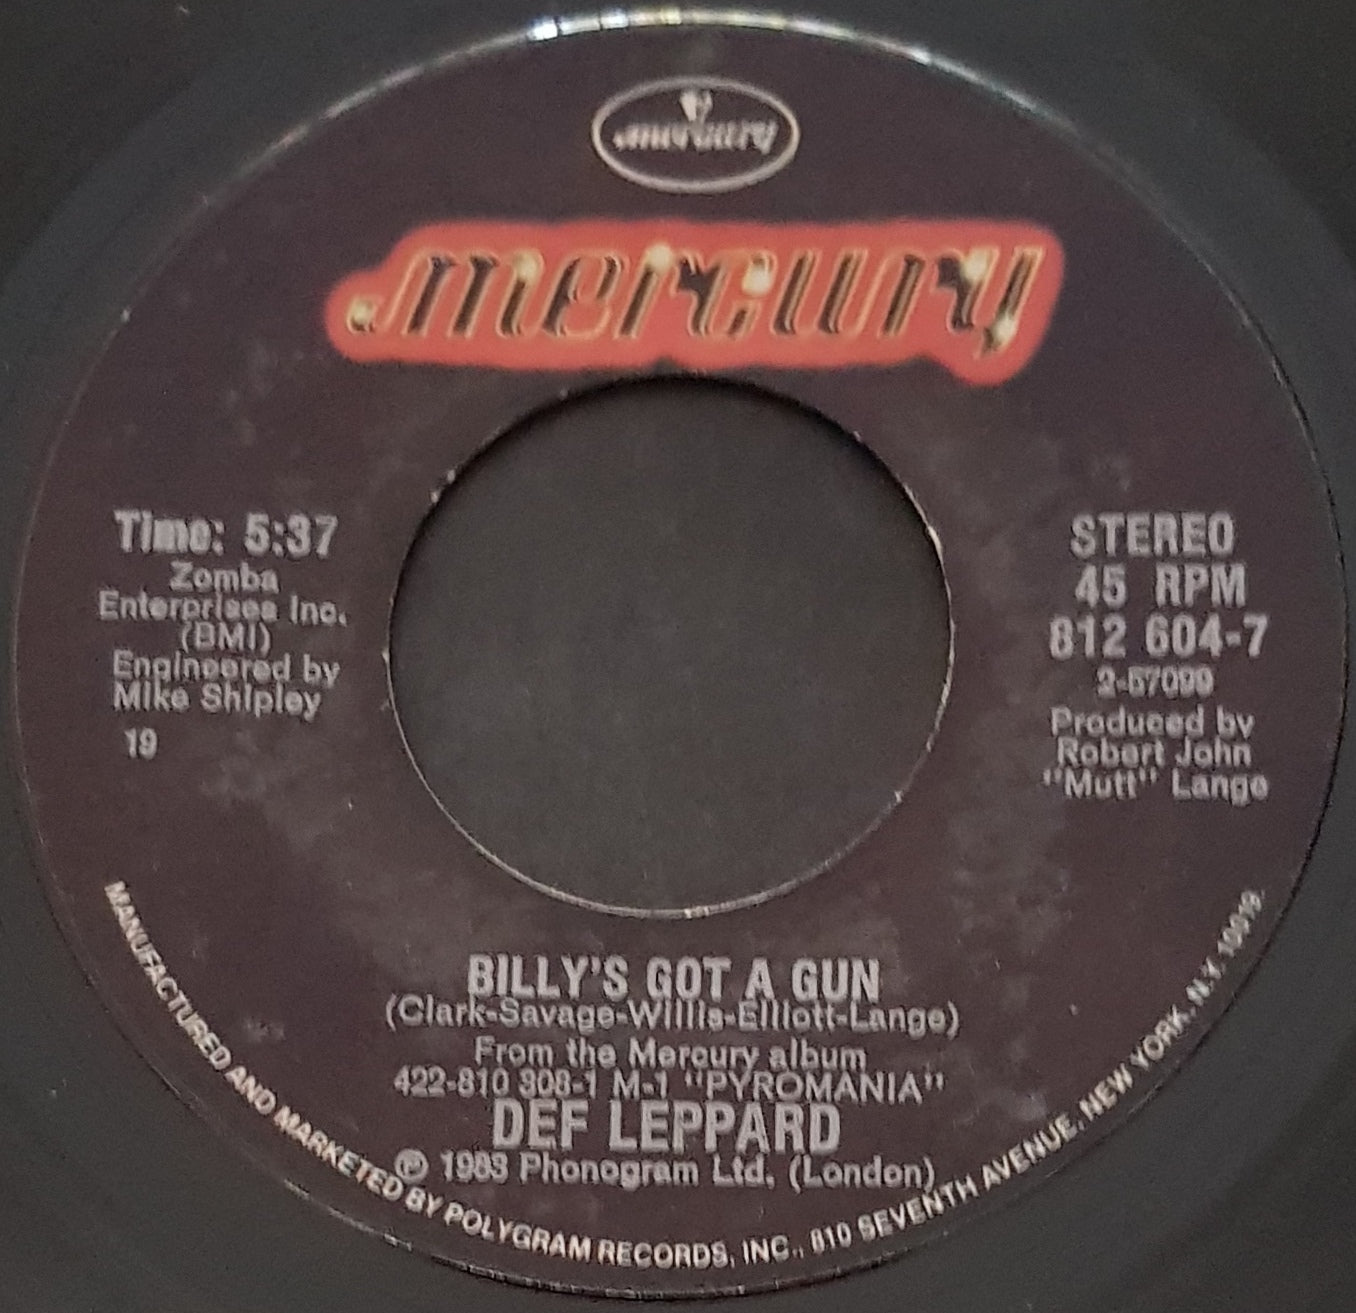 mercury
mercury
Time: 5:37
Zomba
Enterprises Inc.
(BMI)
Engineered by
Mike Shipley
19
STEREO
45 RPM
812 604-7
2-57099
Produced by
Robert John
"Mutt" Lange
BILLY'S GOT A GUN
(Clark-Savage-Willis-Elliott-Lange)
From the Mercury album
422-810 308-1 M-1 "PYROMANIA"
DEF LEPPARD
℗ 1983 Phonogram Ltd. (London)
MANUFACTURED AND MARKETED BY POLYGRAM RECORDS, INC., 810 SEVENTH AVENUE, NEW YORK, N.Y. 10019.